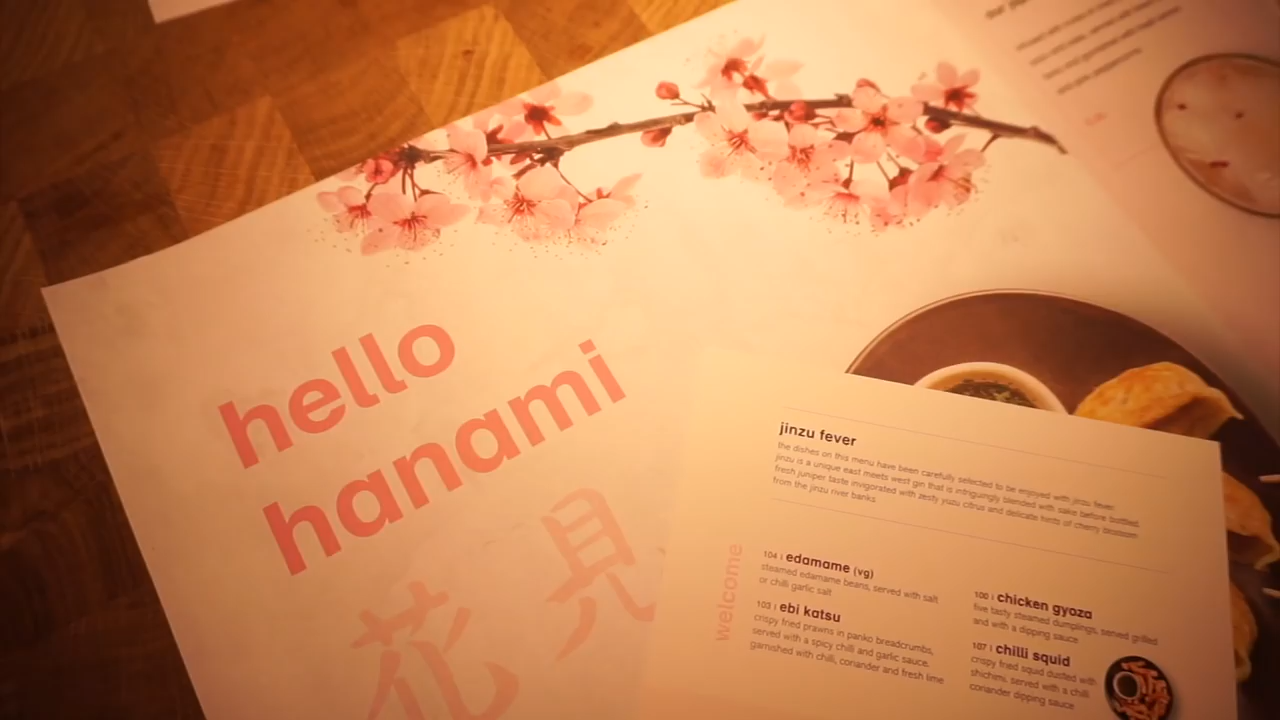 hello
hanami
花見
jinzu fever
the dishes on this menu have been carefully selected to be enjoyed with jinzu fever.
jinzu is a unique east meets west gin that is intriguingly blended with sake before bottled.
fresh juniper taste invigorated with zesty yuzu citrus and delicate hints of cherry blossom
from the jinzu river banks
welcome
104 | edamame (vg)
steamed edamame beans, served with salt
or chilli garlic salt
103 | ebi katsu
crispy fried prawns in panko breadcrumbs,
served with a spicy chilli and garlic sauce.
garnished with chilli, coriander and fresh lime
100 | chicken gyoza
five tasty steamed dumplings, served grilled
and with a dipping sauce
107 | chilli squid
crispy fried squid dusted with
shichimi. served with a chilli
coriander dipping sauce